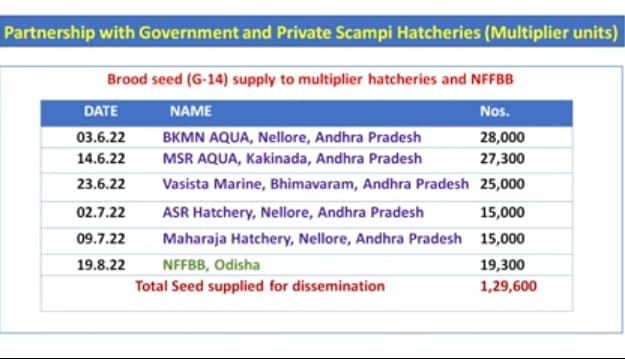 Partnership with Government and Private Scampi Hatcheries (Multiplier units)
Brood seed (G-14) supply to multiplier hatcheries and NFFBB
DATE NAME Nos.
03.6.22 BKMN AQUA, Nellore, Andhra Pradesh 28,000
14.6.22 MSR AQUA, Kakinada, Andhra Pradesh 27,300
23.6.22 Vasista Marine, Bhimavaram, Andhra Pradesh 25,000
02.7.22 ASR Hatchery, Nellore, Andhra Pradesh 15,000
09.7.22 Maharaja Hatchery, Nellore, Andhra Pradesh 15,000
19.8.22 NFFBB, Odisha 19,300
Total Seed supplied for dissemination 1,29,600